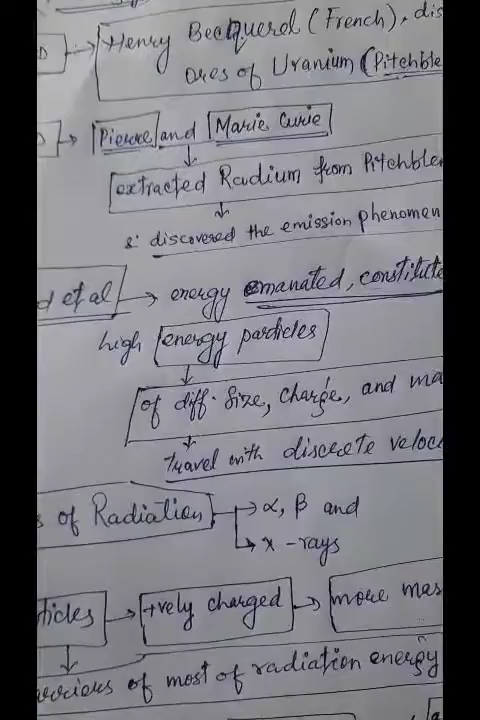 Henry Becquerel (French), dis
ores of Uranium (Pitchble
Pierre and Marie Curie
extracted Radium from Pitchble
& discovered the emission phenomen
d et al → energy emanated, constitute
high energy particles
of diff. size, charge, and ma
travel with discrete veloc
s of Radiation → α, β and
x-rays
ticles → +vely charged → more mas
carriers of most of radiation energy